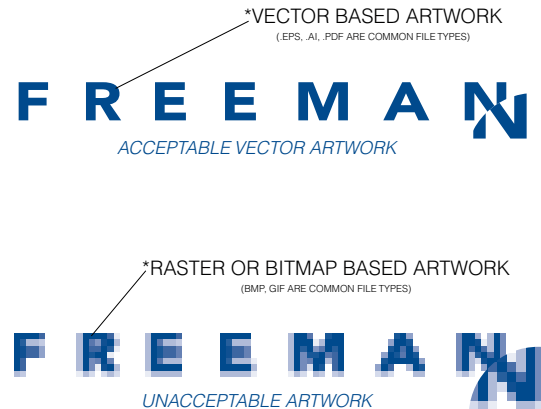 *VECTOR BASED ARTWORK
(.EPS, .AI, .PDF ARE COMMON FILE TYPES)
FREEMAN
ACCEPTABLE VECTOR ARTWORK
*RASTER OR BITMAP BASED ARTWORK
(BMP, GIF ARE COMMON FILE TYPES)
FREEMAN
UNACCEPTABLE ARTWORK